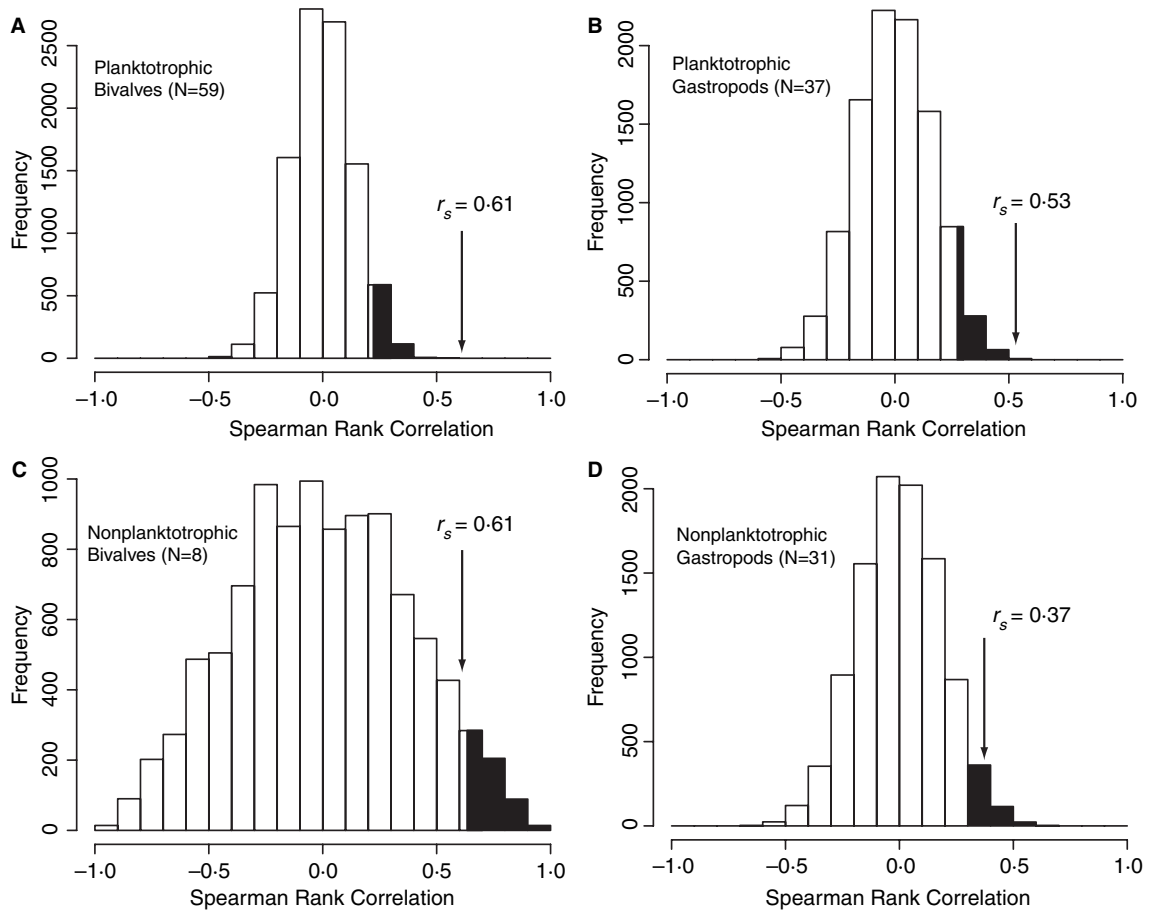 A
Planktotrophic
Bivalves (N=59)
rs = 0·61
Frequency
0
500
1000
1500
2000
2500
−1·0 −0·5 0·0 0·5 1·0
Spearman Rank Correlation
B
Planktotrophic
Gastropods (N=37)
rs = 0·53
Frequency
0
500
1000
1500
2000
−1·0 −0·5 0·0 0·5 1·0
Spearman Rank Correlation
C
Nonplanktotrophic
Bivalves (N=8)
rs = 0·61
Frequency
0
200
400
600
800
1000
−1·0 −0·5 0·0 0·5 1·0
Spearman Rank Correlation
D
Nonplanktotrophic
Gastropods (N=31)
rs = 0·37
Frequency
0
500
1000
1500
2000
−1·0 −0·5 0·0 0·5 1·0
Spearman Rank Correlation